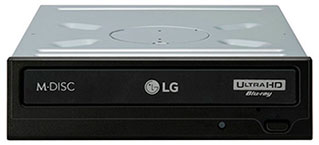 M-DISC
LG
ULTRA HD
Blu-ray